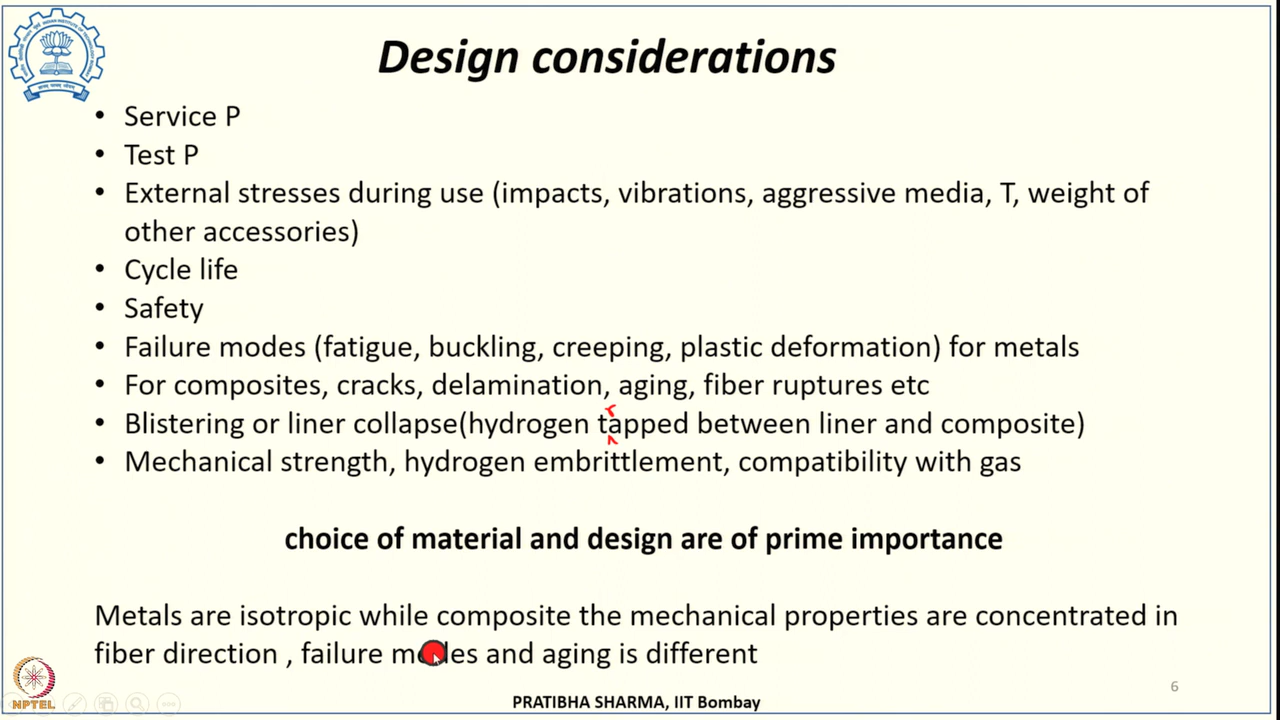 Design considerations
• Service P
• Test P
• External stresses during use (impacts, vibrations, aggressive media, T, weight of
other accessories)
• Cycle life
• Safety
• Failure modes (fatigue, buckling, creeping, plastic deformation) for metals
• For composites, cracks, delamination, aging, fiber ruptures etc
r
• Blistering or liner collapse(hydrogen tapped between liner and composite)
• Mechanical strength, hydrogen embrittlement, compatibility with gas
choice of material and design are of prime importance
Metals are isotropic while composite the mechanical properties are concentrated in
fiber direction , failure modes and aging is different
6
NPTEL
PRATIBHA SHARMA, IIT Bombay